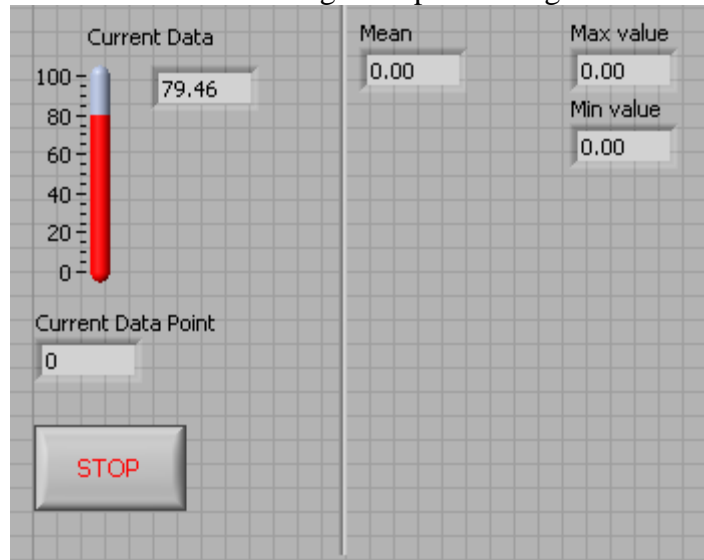 Current Data
100
79.46
80
60
40
20
0
Current Data Point
0
STOP
Mean
0.00
Max value
0.00
Min value
0.00